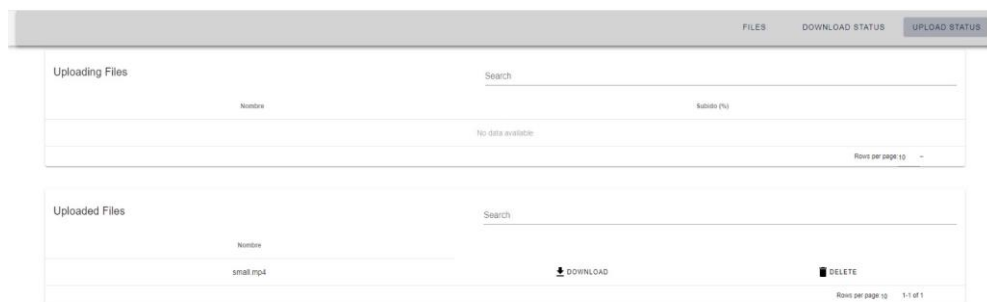 FILES DOWNLOAD STATUS UPLOAD STATUS
Uploading Files
Search
Nombre Subido (%)
No data available
Rows per page: 10
Uploaded Files
Search
Nombre
small.mp4 DOWNLOAD DELETE
Rows per page 10 1-1 of 1